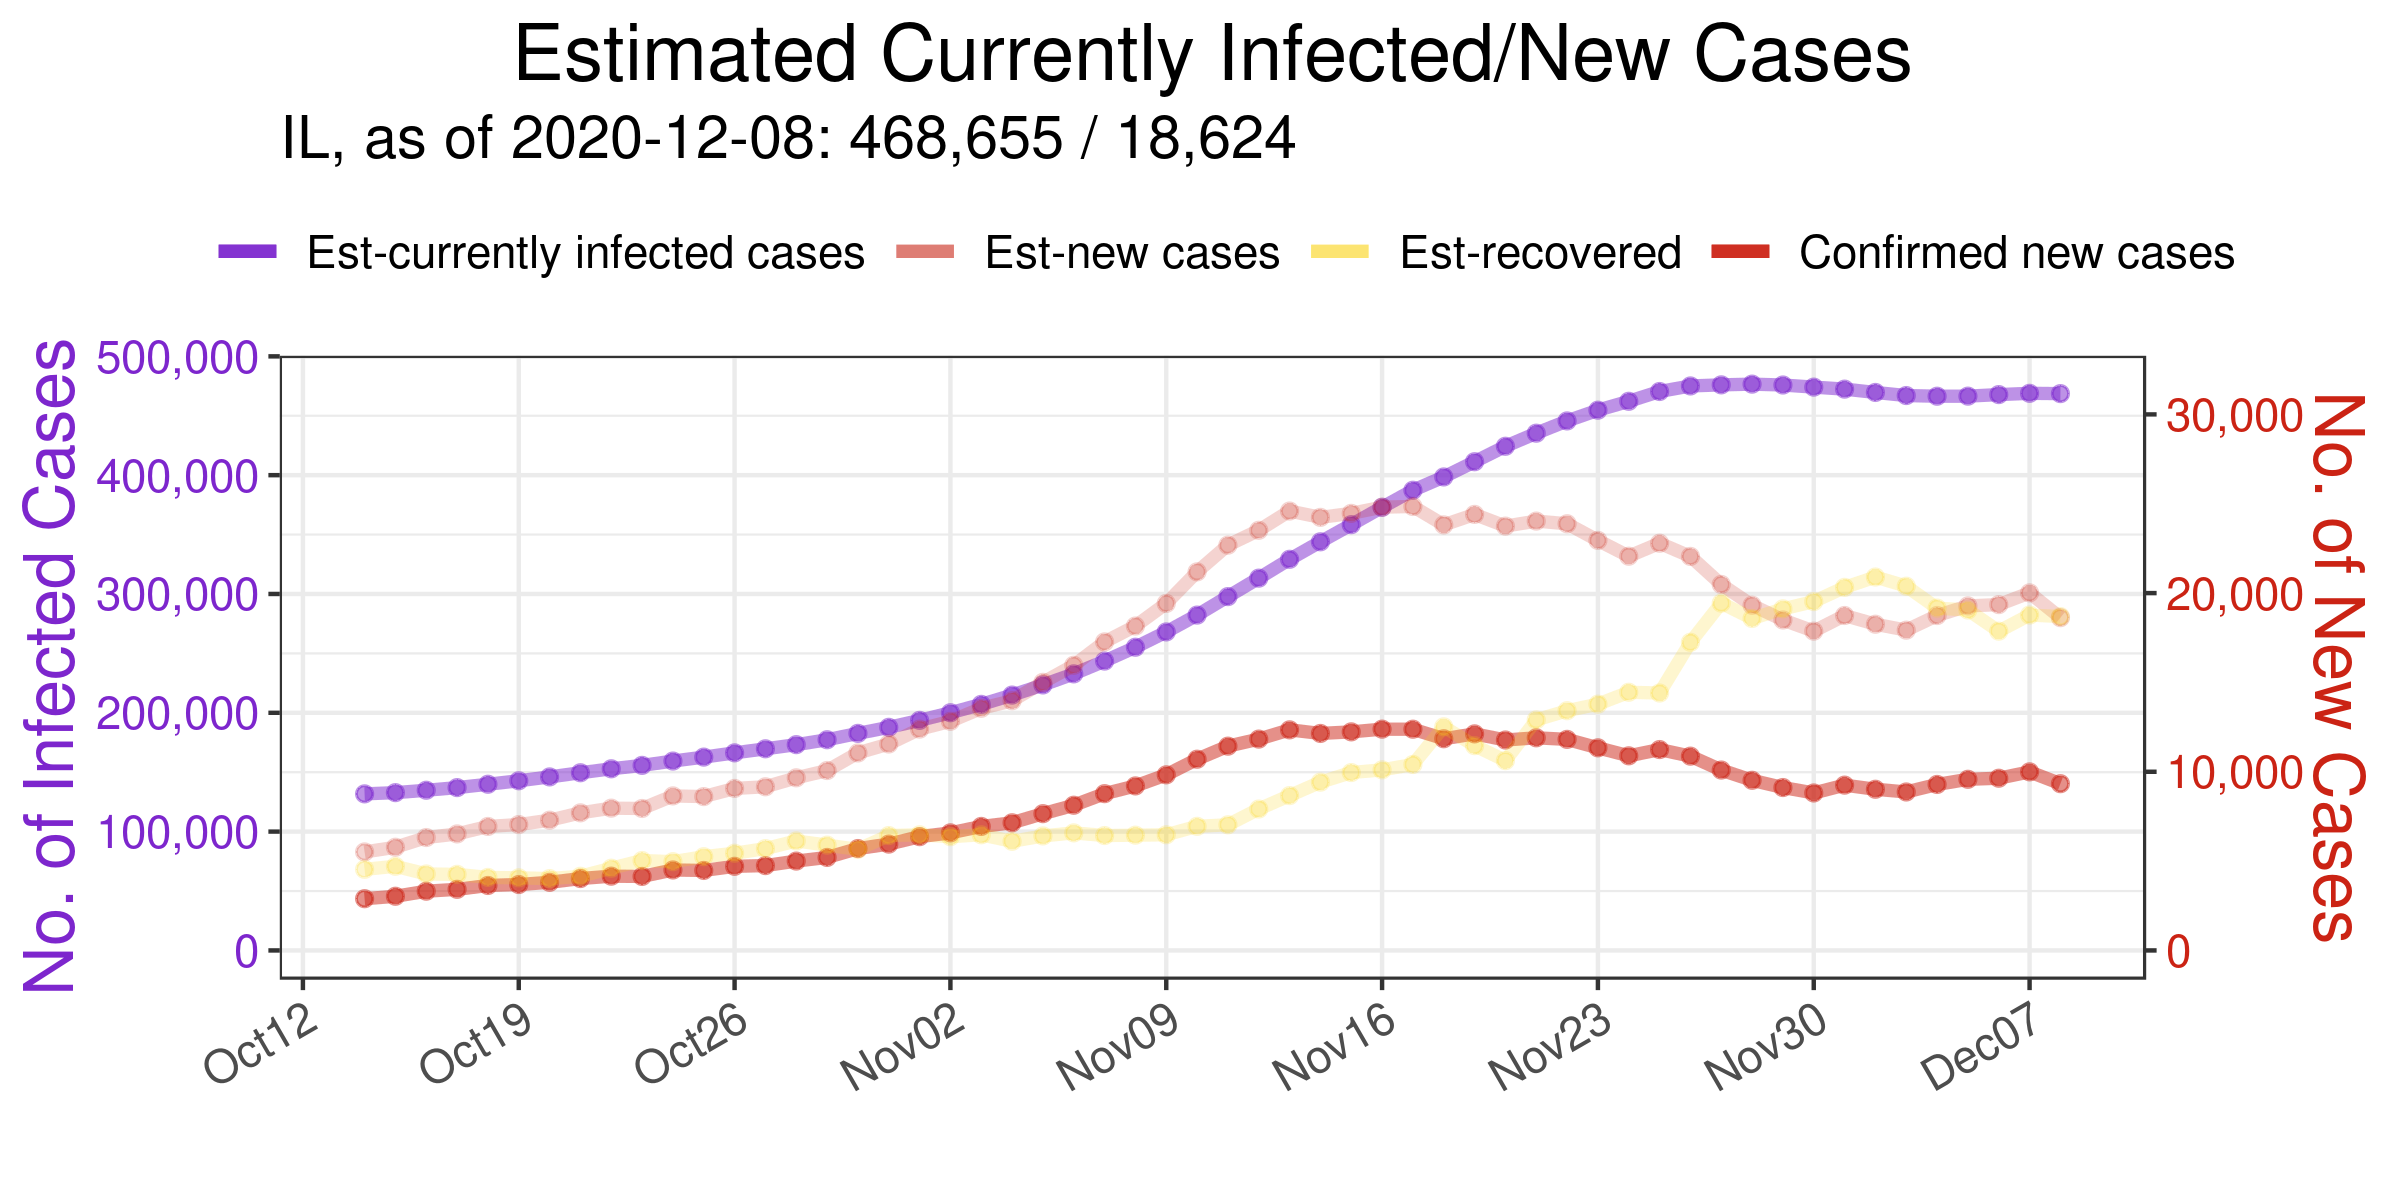 Estimated Currently Infected/New Cases
IL, as of 2020-12-08: 468,655 / 18,624
Est-currently infected cases Est-new cases Est-recovered Confirmed new cases
No. of Infected Cases
500,000
400,000
300,000
200,000
100,000
0
30,000
20,000
10,000
0
No. of New Cases
Oct12 Oct19 Oct26 Nov02 Nov09 Nov16 Nov23 Nov30 Dec07